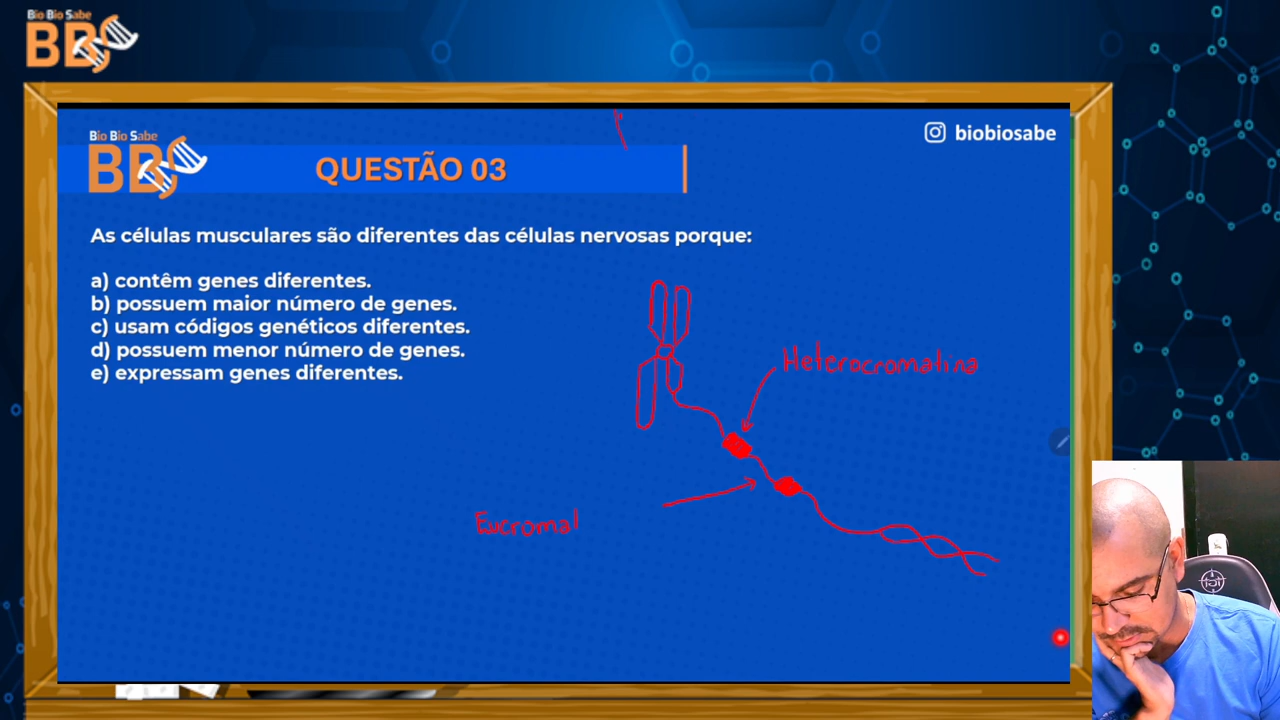 Bio Bio Sabe
BBS
Bio Bio Sabe
BBS
biobiosabe
QUESTÃO 03
As células musculares são diferentes das células nervosas porque:
a) contêm genes diferentes.
b) possuem maior número de genes.
c) usam códigos genéticos diferentes.
d) possuem menor número de genes.
e) expressam genes diferentes.
Heterocromatina
Eucromal